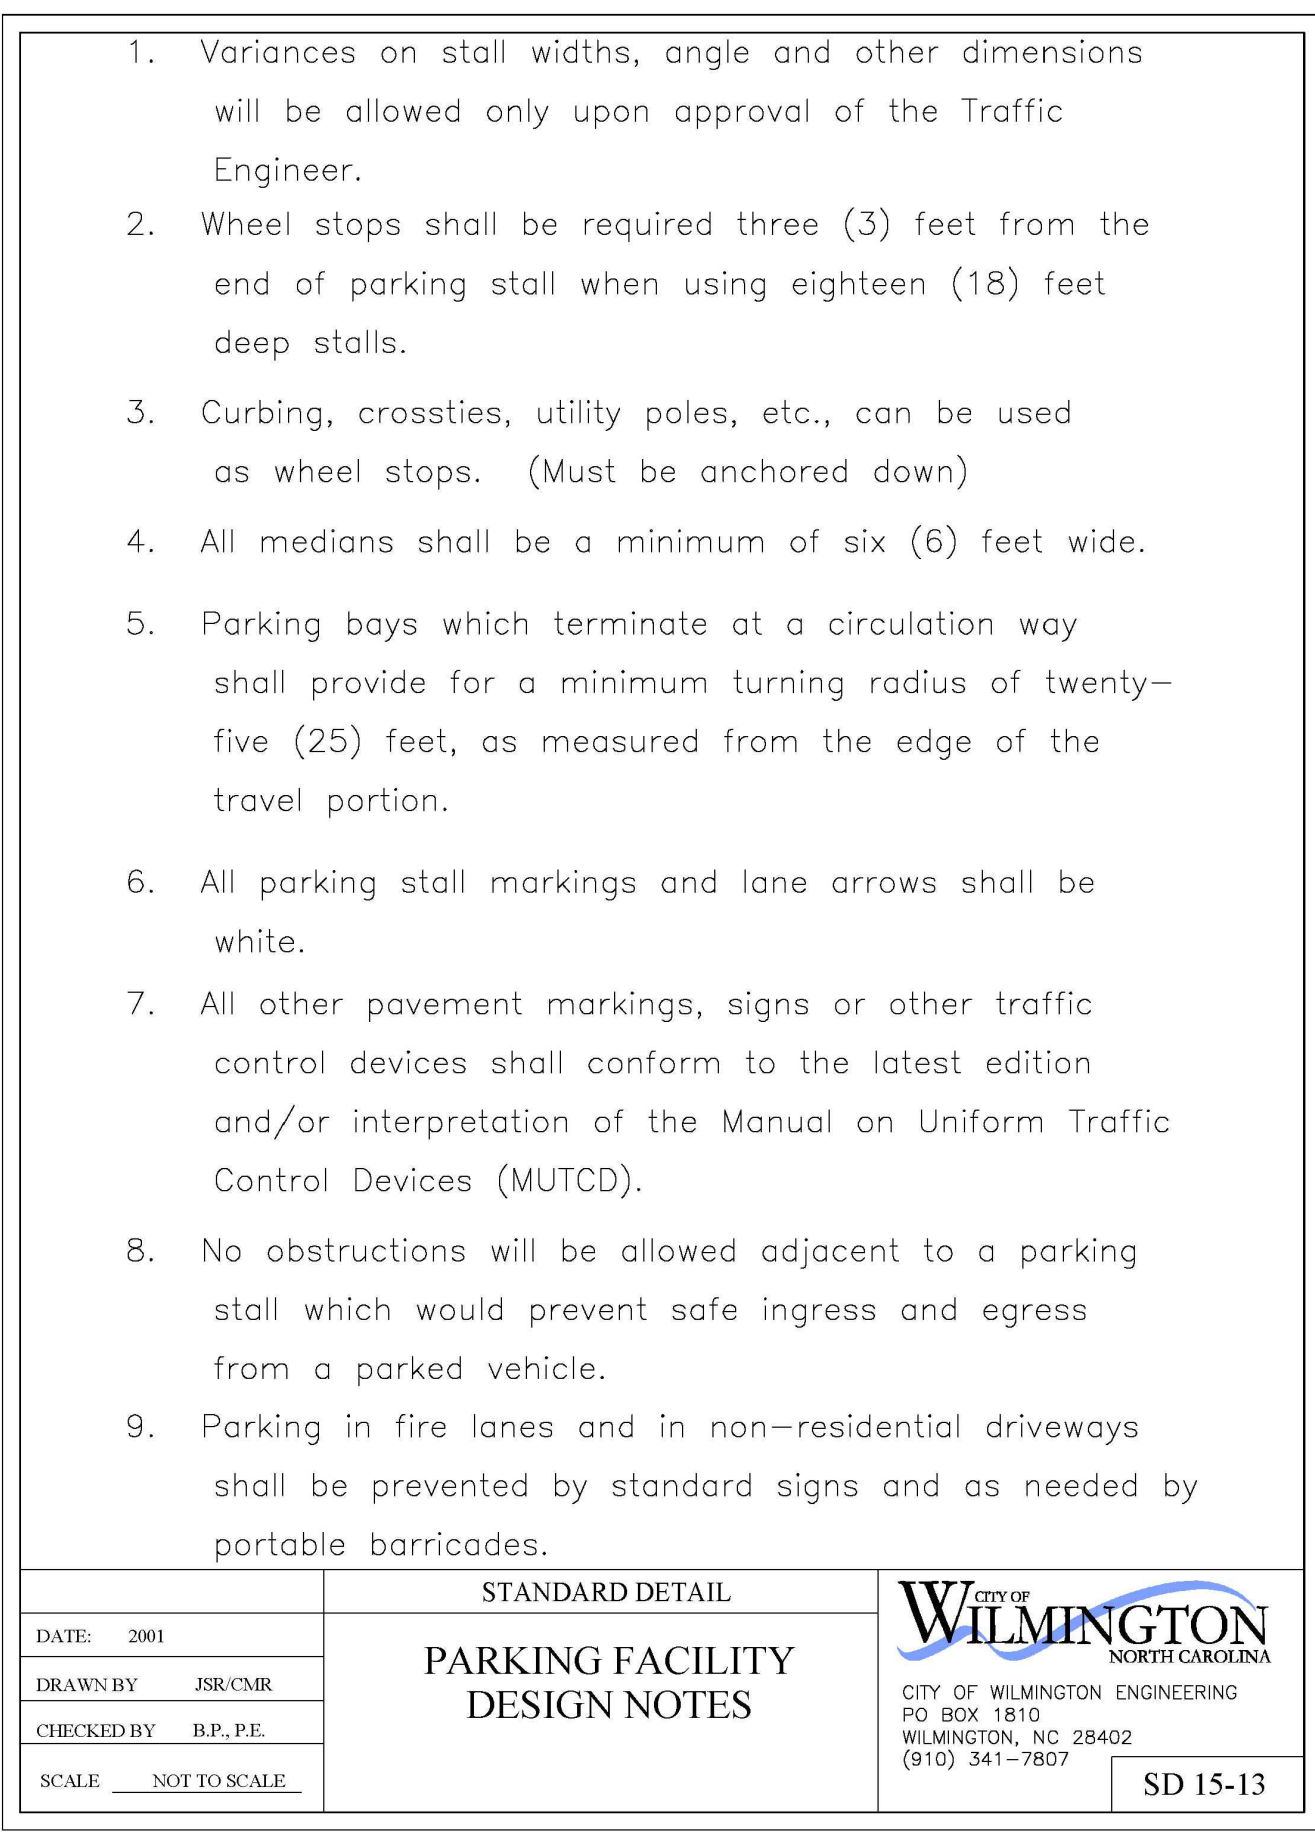 1. Variances on stall widths, angle and other dimensions
will be allowed only upon approval of the Traffic
Engineer.
2. Wheel stops shall be required three (3) feet from the
end of parking stall when using eighteen (18) feet
deep stalls.
3. Curbing, crossties, utility poles, etc., can be used
as wheel stops. (Must be anchored down)
4. All medians shall be a minimum of six (6) feet wide.
5. Parking bays which terminate at a circulation way
shall provide for a minimum turning radius of twenty-
five (25) feet, as measured from the edge of the
travel portion.
6. All parking stall markings and lane arrows shall be
white.
7. All other pavement markings, signs or other traffic
control devices shall conform to the latest edition
and/or interpretation of the Manual on Uniform Traffic
Control Devices (MUTCD).
8. No obstructions will be allowed adjacent to a parking
stall which would prevent safe ingress and egress
from a parked vehicle.
9. Parking in fire lanes and in non-residential driveways
shall be prevented by standard signs and as needed by
portable barricades.
DATE: 2001
DRAWN BY JSR/CMR
CHECKED BY B.P., P.E.
SCALE NOT TO SCALE
STANDARD DETAIL
PARKING FACILITY
DESIGN NOTES
CITY OF
WILMINGTON
NORTH CAROLINA
CITY OF WILMINGTON ENGINEERING
PO BOX 1810
WILMINGTON, NC 28402
(910) 341-7807
SD 15-13